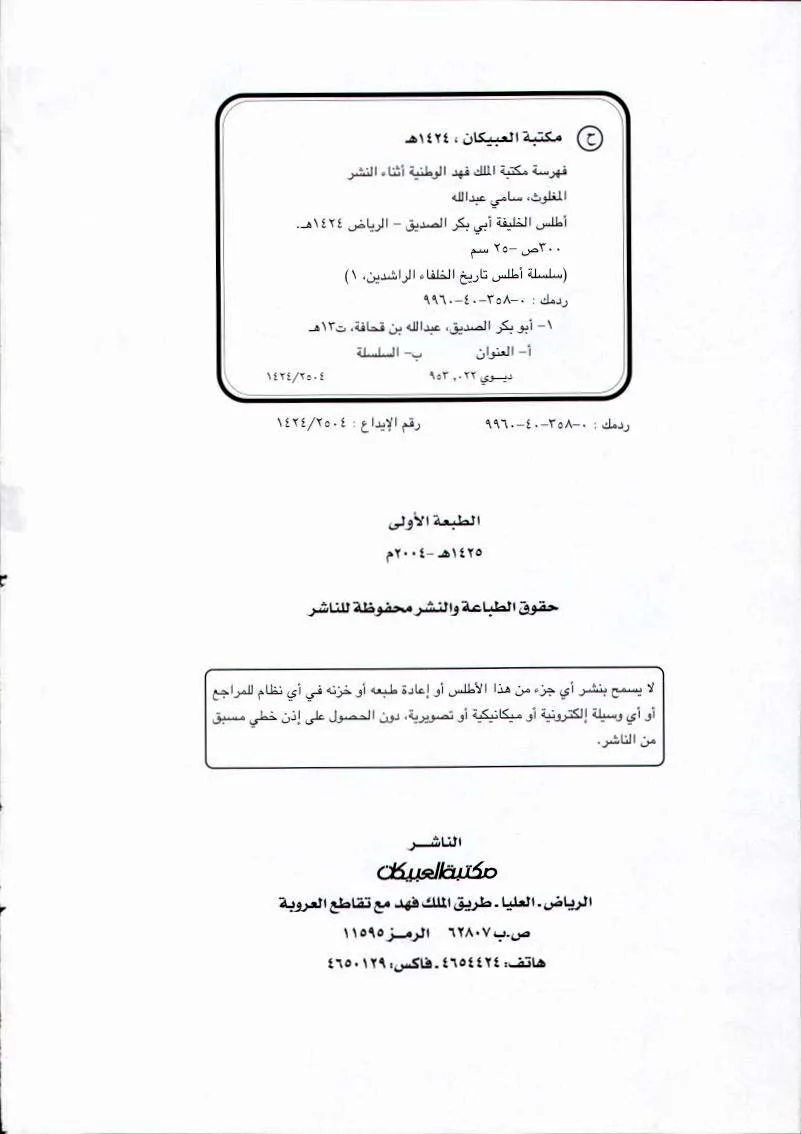 ح مكتبة العبيكان ، ١٤٢٤هـ
فهرسة مكتبة الملك فهد الوطنية أثناء النشر
المغلوث، سامي عبدالله
أطلس الخليفة أبي بكر الصديق – الرياض ١٤٢٤هـ.
٣٠٠ص –٢٥ سم
(سلسلة أطلس تاريخ الخلفاء الراشدين، ١)
ردمك : ٠-٣٥٨-٤٠-٩٩٦٠
١– أبو بكر الصديق، عبدالله بن قحافة، ت١٣هـ
أ– العنوان ب– السلسلة
ديــوي ٩٥٣,٠٢٢ ١٤٢٤/٢٥٠٤
ردمك : ٠-٣٥٨-٤٠-٩٩٦٠ رقم الإيداع : ١٤٢٤/٢٥٠٤
الطبعة الأولى
١٤٢٥هـ -٢٠٠٤م
حقوق الطباعة والنشر محفوظة للناشر
لا يسمح بنشر أي جزء من هذا الأطلس أو إعادة طبعه أو خزنه في أي نظام للمراجع
أو أي وسيلة إلكترونية أو ميكانيكية أو تصويرية، دون الحصول على إذن خطي مسبق
من الناشر.
الناشـــر
مكتبة العبيكان
الرياض - العليا - طريق الملك فهد مع تقاطع العروبة
ص.ب ٦٢٨٠٧ الرمــز ١١٥٩٥
هاتف: ٤٦٥٤٤٢٤ - فاكس: ٤٦٥٠١٢٩